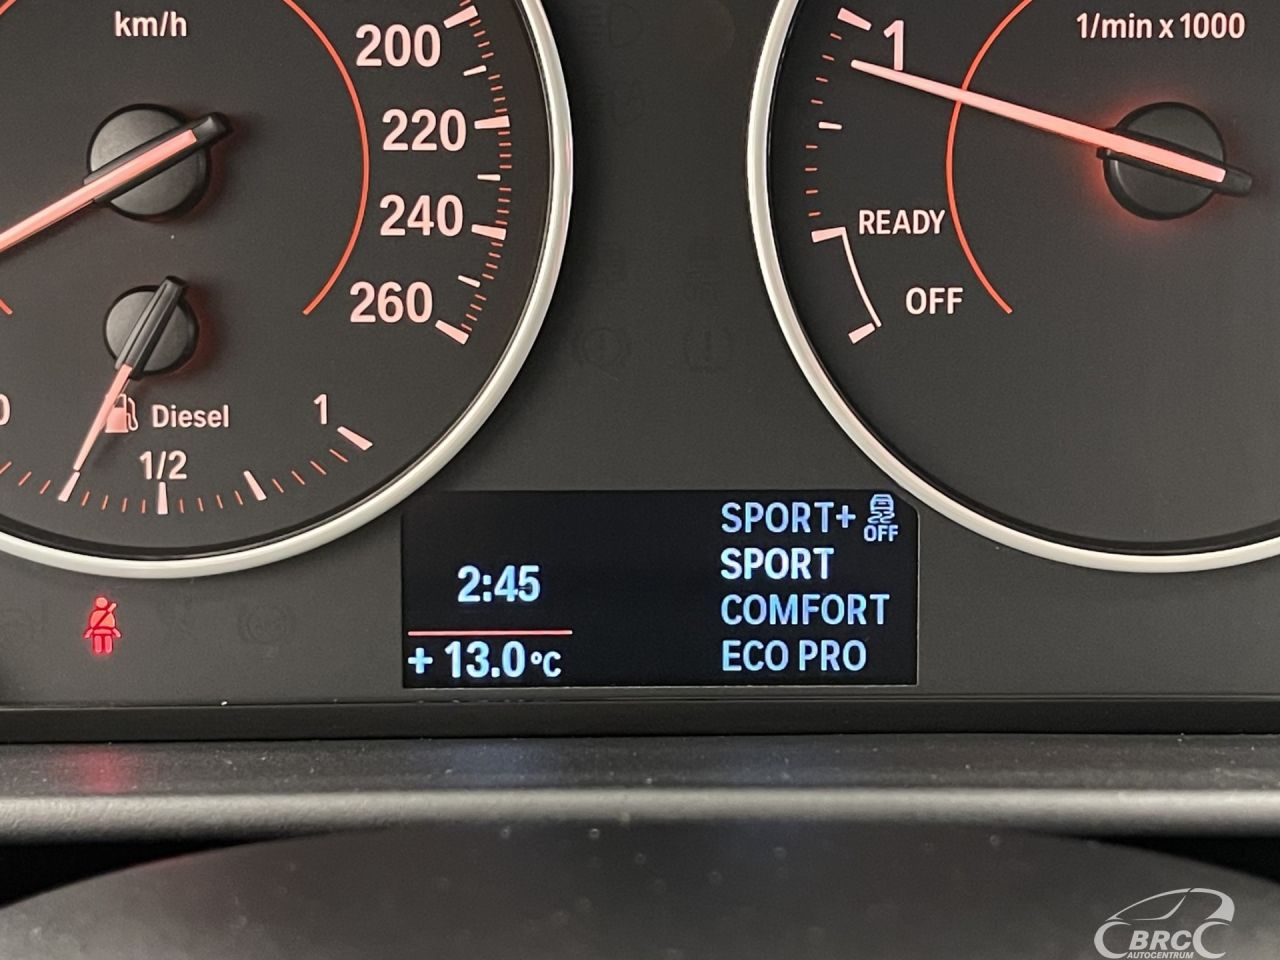 km/h
200
220
240
260
0
Diesel
1/2
1
1/min x 1000
1
READY
OFF
SPORT+
OFF
SPORT
COMFORT
ECO PRO
2:45
+ 13.0°C
BRC
AUTOCENTRUM